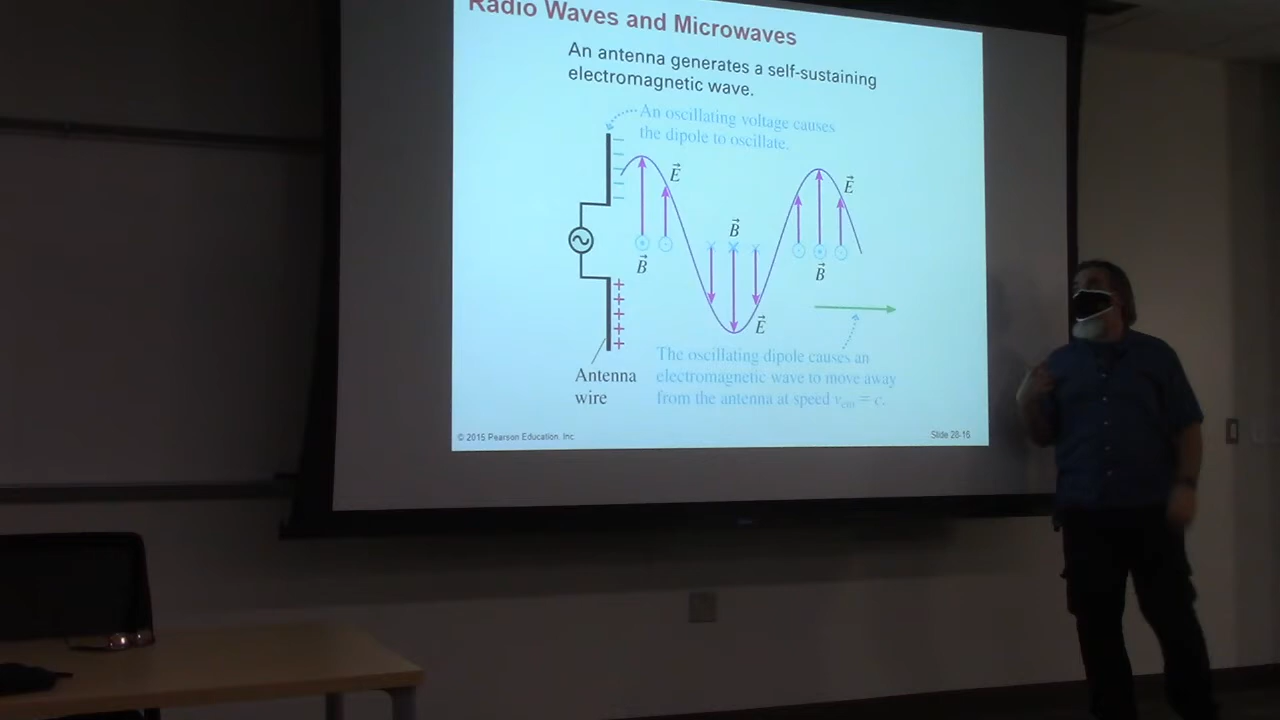 Radio Waves and Microwaves
An antenna generates a self-sustaining
electromagnetic wave.
An oscillating voltage causes
the dipole to oscillate.
E
E
B
B
B
E
The oscillating dipole causes an
electromagnetic wave to move away
from the antenna at speed vem = c.
Antenna
wire
© 2015 Pearson Education, Inc.
Slide 28-16